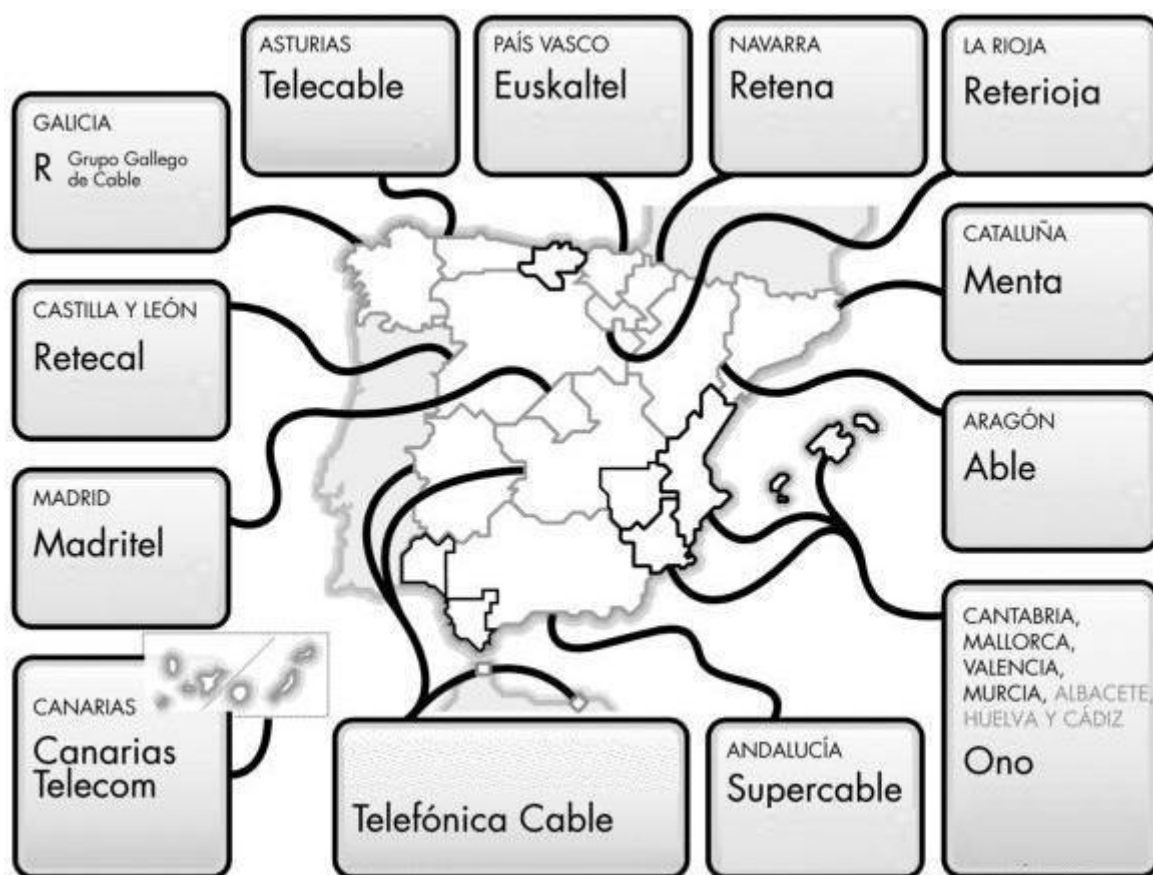 ASTURIAS
Telecable
PAÍS VASCO
Euskaltel
NAVARRA
Retena
LA RIOJA
Reterioja
GALICIA
R Grupo Gallego
de Cable
CATALUÑA
Menta
CASTILLA Y LEÓN
Retecal
ARAGÓN
Able
MADRID
Madritel
CANTABRIA,
MALLORCA,
VALENCIA,
MURCIA, ALBACETE,
HUELVA Y CÁDIZ
Ono
CANARIAS
Canarias
Telecom
Telefónica Cable
ANDALUCÍA
Supercable